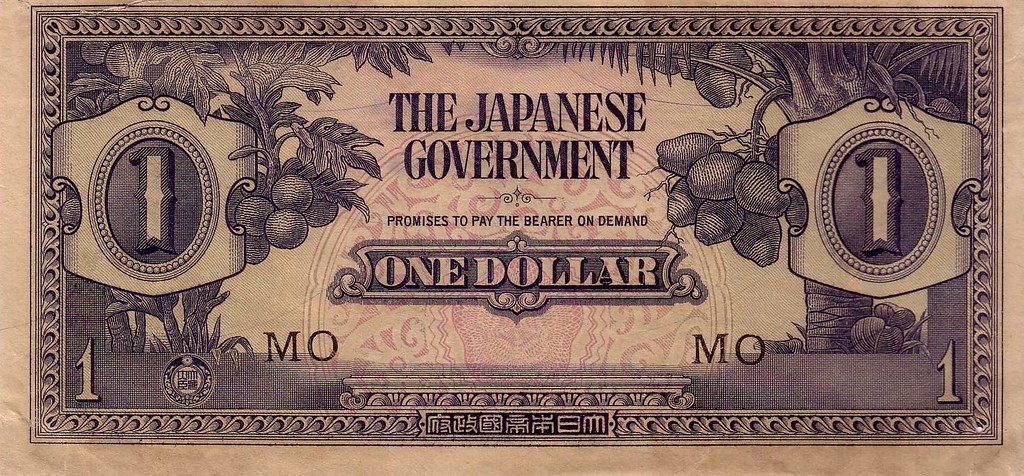 THE JAPANESE
GOVERNMENT
1
1
PROMISES TO PAY THE BEARER ON DEMAND
ONE DOLLAR
MO
MO
1
1
大日本帝國政府